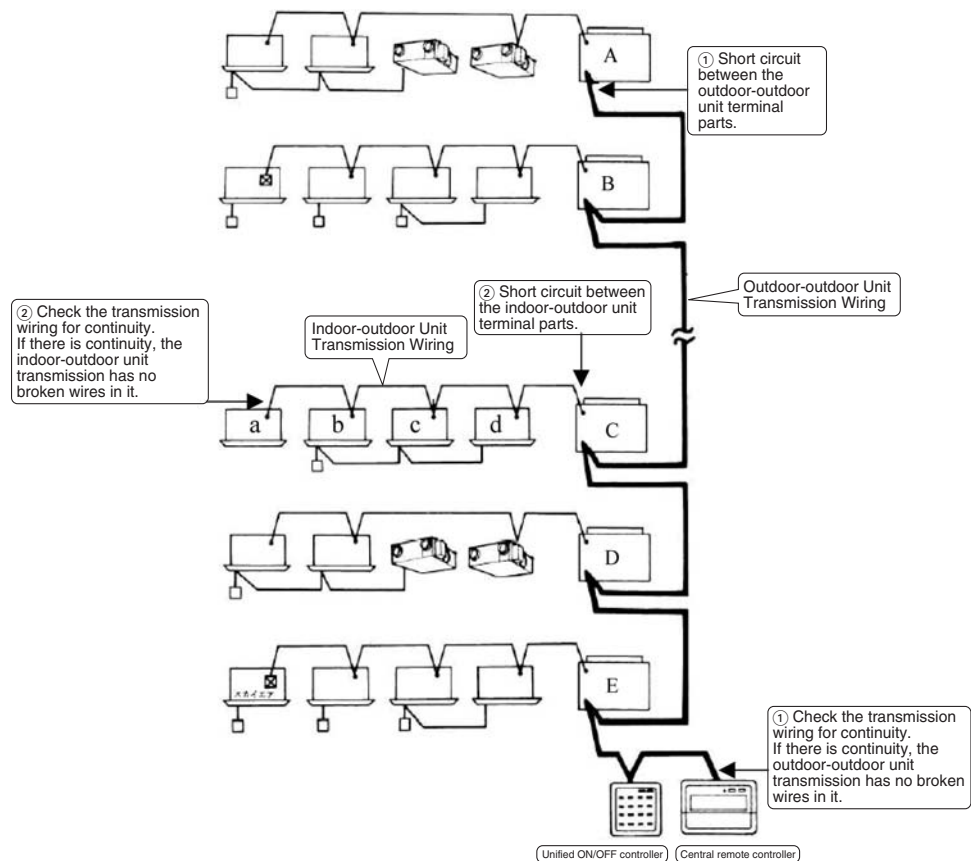 A
① Short circuit
between the
outdoor-outdoor
unit terminal
parts.
B
Outdoor-outdoor Unit
Transmission Wiring
② Short circuit between
the indoor-outdoor unit
terminal parts.
② Check the transmission
wiring for continuity.
If there is continuity, the
indoor-outdoor unit
transmission has no
broken wires in it.
Indoor-outdoor Unit
Transmission Wiring
a
b
c
d
C
D
E
スカイエア
① Check the transmission
wiring for continuity.
If there is continuity, the
outdoor-outdoor unit
transmission has no broken
wires in it.
Unified ON/OFF controller
Central remote controller